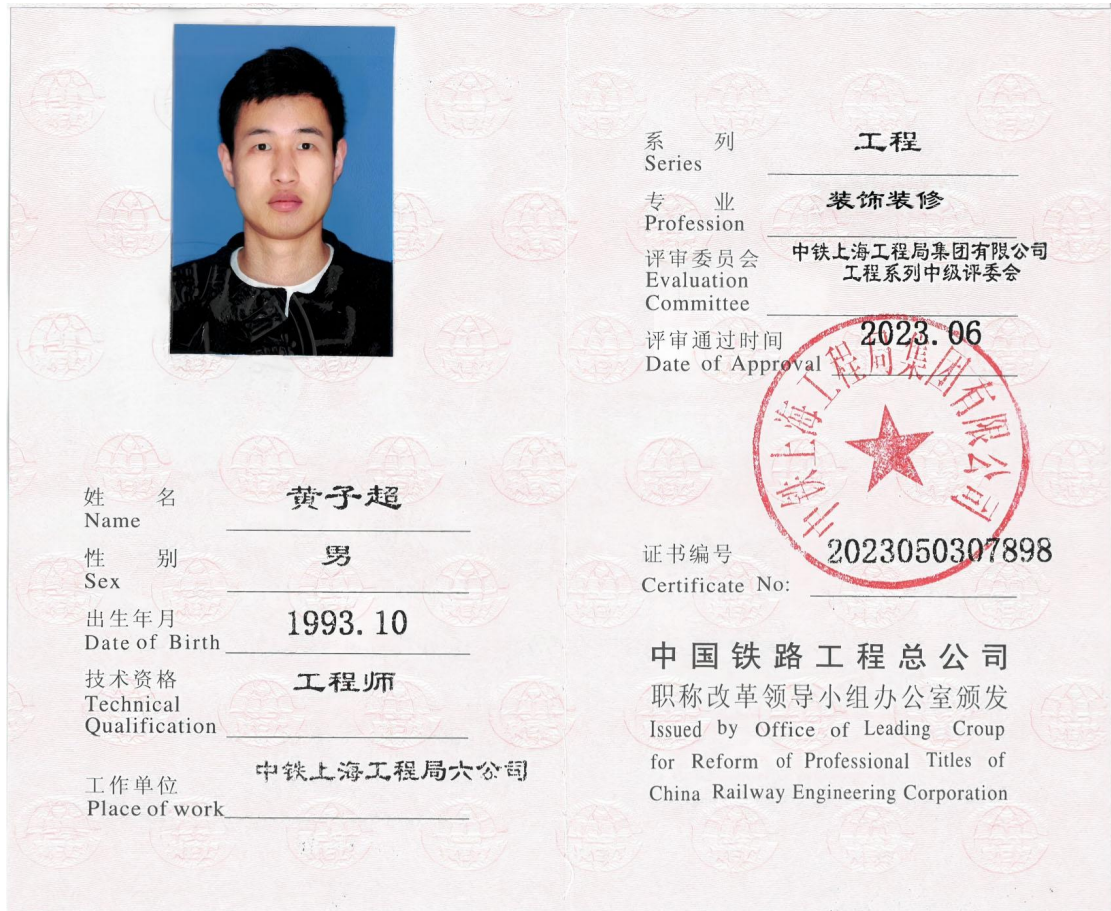 姓名 黄子超
Name
性别 男
Sex
出生年月 1993.10
Date of Birth
技术资格 工程师
Technical
Qualification
工作单位 中铁上海工程局六公司
Place of work
系列 工程
Series
专业 装饰装修
Profession
评审委员会 中铁上海工程局集团有限公司
Evaluation 工程系列中级评委会
Committee
评审通过时间 2023.06
Date of Approval
中铁上海工程局集团有限公司
证书编号 2023050307898
Certificate No:
中国铁路工程总公司
职称改革领导小组办公室颁发
Issued by Office of Leading Croup
for Reform of Professional Titles of
China Railway Engineering Corporation